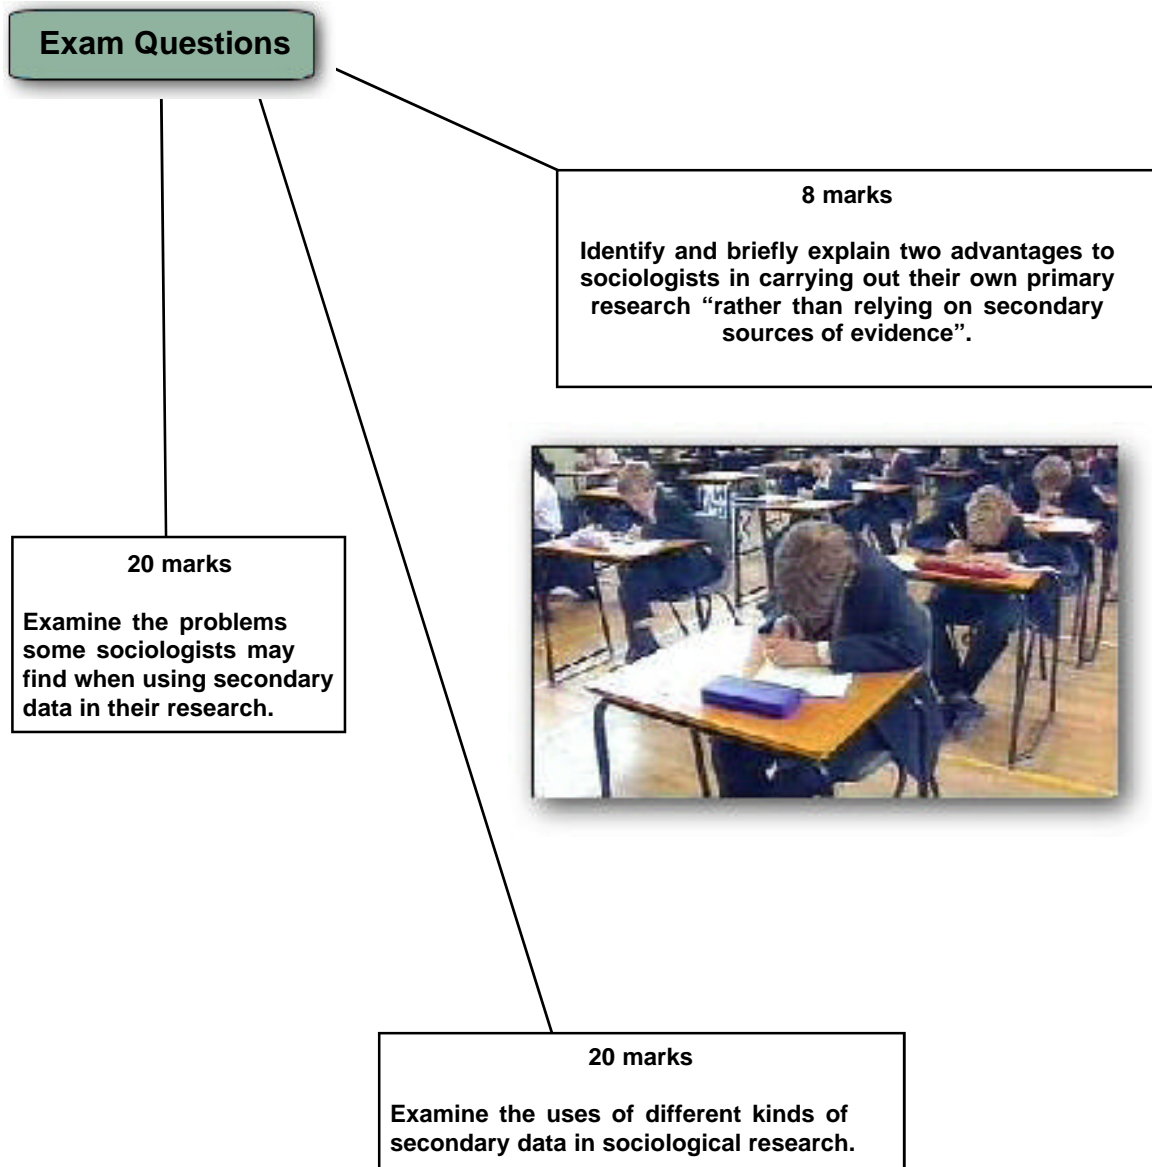 Exam Questions
8 marks
Identify and briefly explain two advantages to
sociologists in carrying out their own primary
research “rather than relying on secondary
sources of evidence”.
20 marks
Examine the problems
some sociologists may
find when using secondary
data in their research.
20 marks
Examine the uses of different kinds of
secondary data in sociological research.